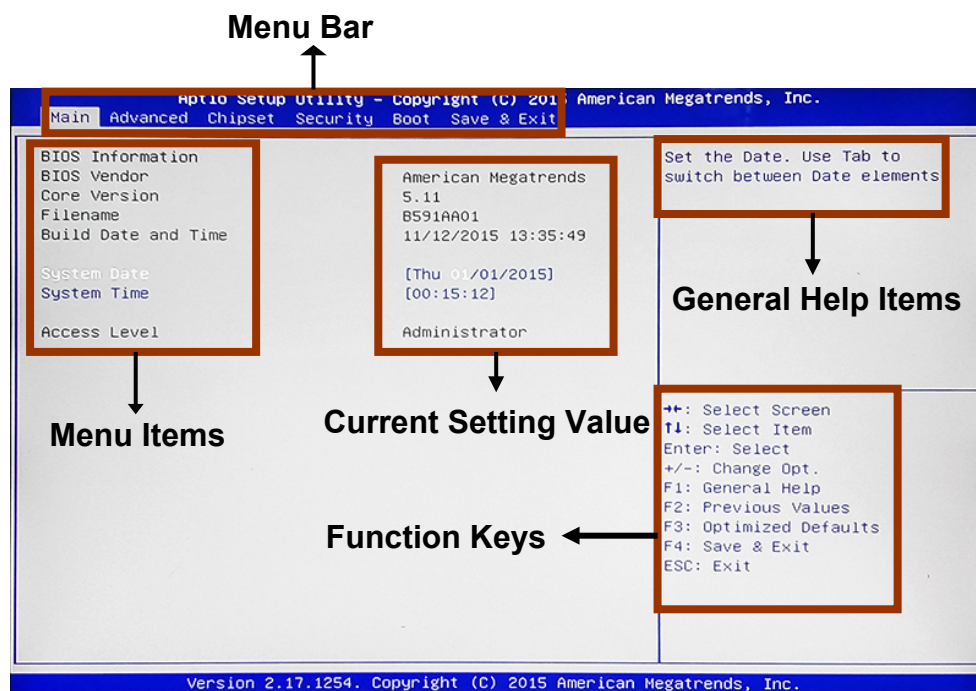 Menu Bar
Aptio Setup Utility – Copyright (C) 2015 American Megatrends, Inc.
Main Advanced Chipset Security Boot Save & Exit
BIOS Information
BIOS Vendor American Megatrends
Core Version 5.11
Filename B591AA01
Build Date and Time 11/12/2015 13:35:49
System Date [Thu 01/01/2015]
System Time [00:15:12]
Access Level Administrator
Set the Date. Use Tab to
switch between Date elements
General Help Items
Menu Items
Current Setting Value
→←: Select Screen
↑↓: Select Item
Enter: Select
+/-: Change Opt.
F1: General Help
F2: Previous Values
F3: Optimized Defaults
F4: Save & Exit
ESC: Exit
Function Keys
Version 2.17.1254. Copyright (C) 2015 American Megatrends, Inc.